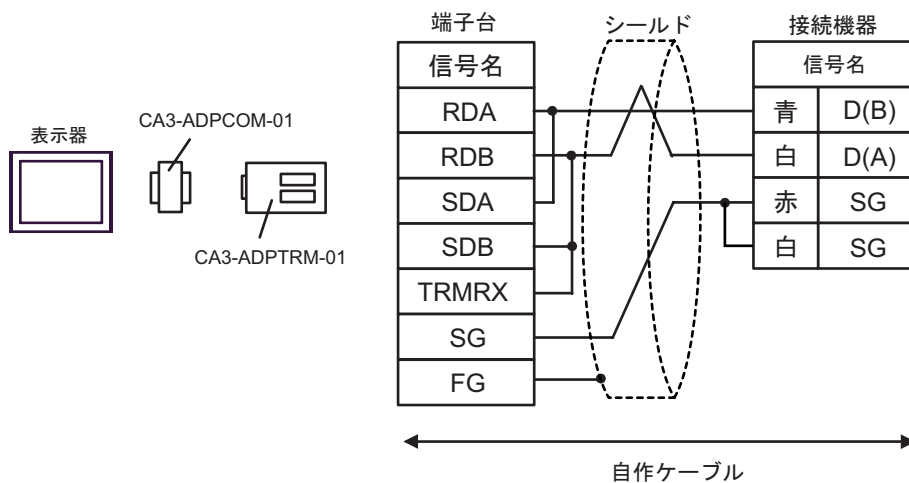 表示器
CA3-ADPCOM-01
CA3-ADPTRM-01
端子台
信号名
RDA
RDB
SDA
SDB
TRMRX
SG
FG
シールド
接続機器
信号名
青 D(B)
白 D(A)
赤 SG
白 SG
自作ケーブル